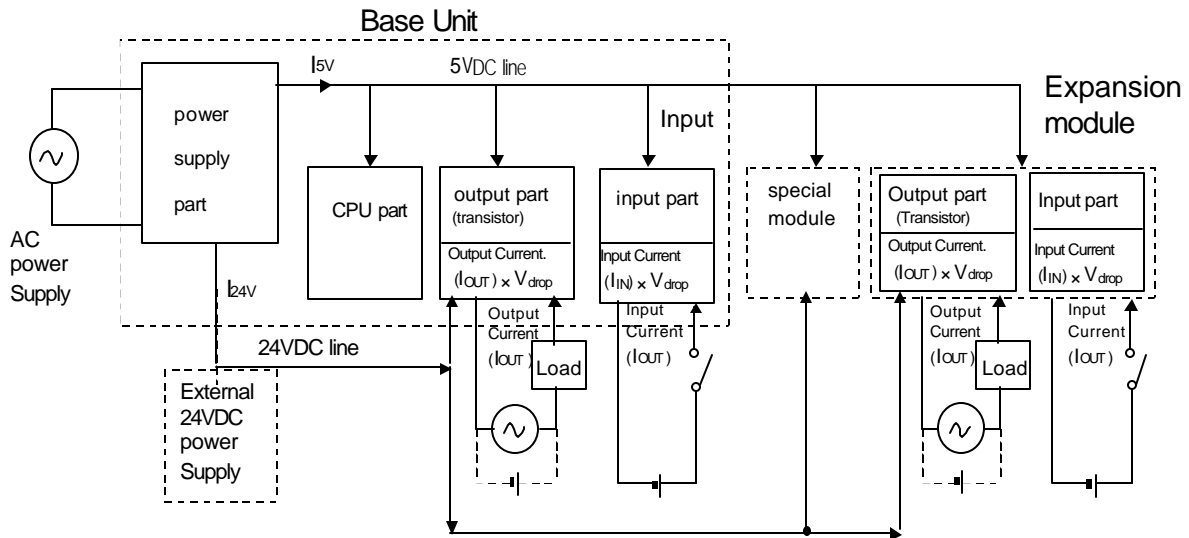 Base Unit
I5V
5VDC line
Expansion
module
Input
power
supply
part
CPU part
output part
(transistor)
Output Current.
(IOUT) × Vdrop
input part
Input Current
(IIN) × Vdrop
special
module
Output part
(Transistor)
Output Current.
(IOUT) × Vdrop
Input part
Input Current
(IIN) × Vdrop
AC
power
Supply
I24V
24VDC line
Output
Current
(IOUT)
Load
Input
Current
(IOUT)
Output
Current
(IOUT)
Load
Input
Current
(IOUT)
External
24VDC
power
Supply